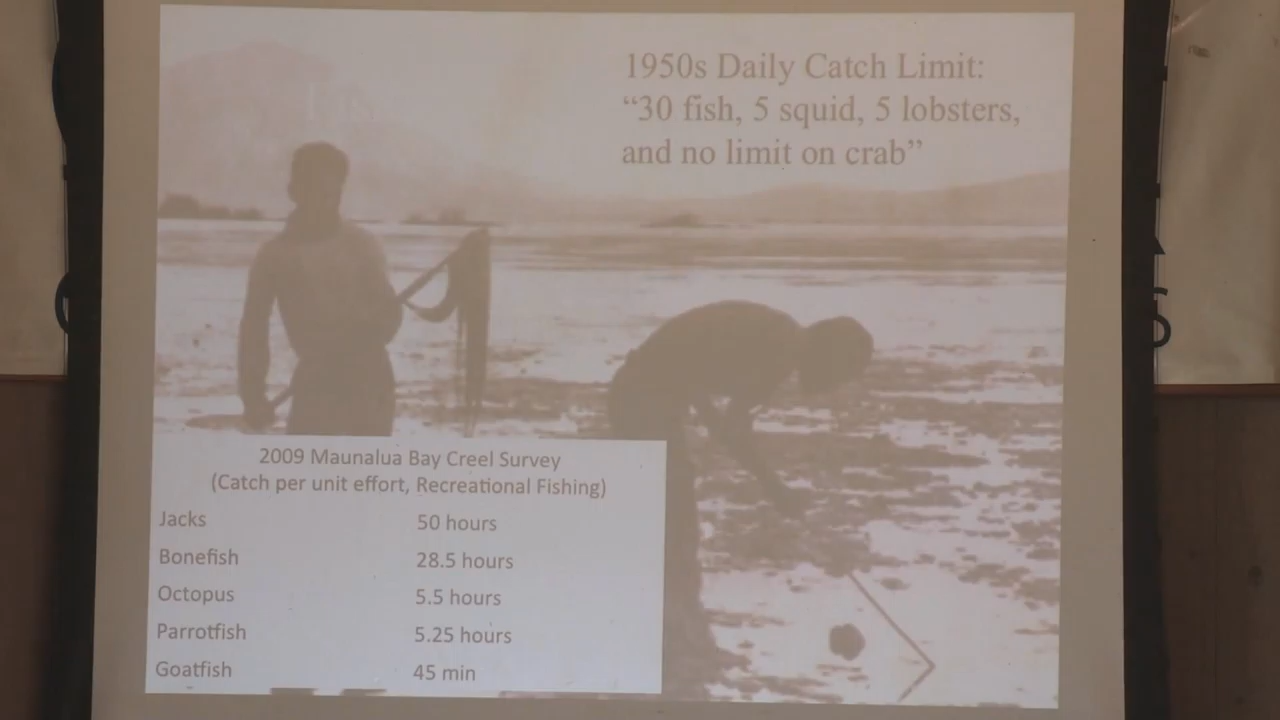 1950s Daily Catch Limit:
“30 fish, 5 squid, 5 lobsters,
and no limit on crab”
2009 Maunalua Bay Creel Survey
(Catch per unit effort, Recreational Fishing)
Jacks 50 hours
Bonefish 28.5 hours
Octopus 5.5 hours
Parrotfish 5.25 hours
Goatfish 45 min